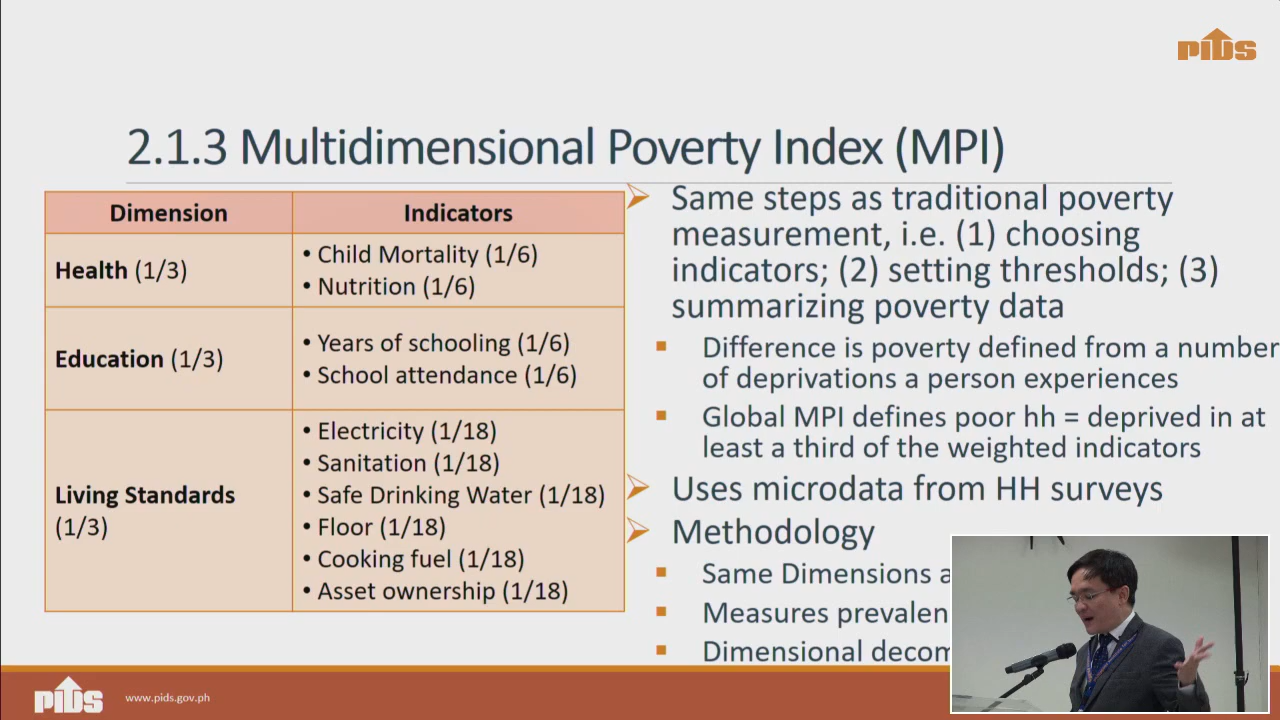 PIDS
2.1.3 Multidimensional Poverty Index (MPI)
Dimension
Indicators
Health (1/3)
• Child Mortality (1/6)
• Nutrition (1/6)
Education (1/3)
• Years of schooling (1/6)
• School attendance (1/6)
Living Standards
(1/3)
• Electricity (1/18)
• Sanitation (1/18)
• Safe Drinking Water (1/18)
• Floor (1/18)
• Cooking fuel (1/18)
• Asset ownership (1/18)
Same steps as traditional poverty
measurement, i.e. (1) choosing
indicators; (2) setting thresholds; (3)
summarizing poverty data
Difference is poverty defined from a number
of deprivations a person experiences
Global MPI defines poor hh = deprived in at
least a third of the weighted indicators
Uses microdata from HH surveys
Methodology
Same Dimensions a
Measures prevalen
Dimensional decom
PIDS
www.pids.gov.ph